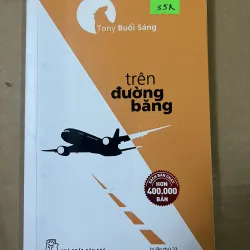 35k
Tony Buổi Sáng
trên
đường
băng
SÁCH BÁN CHẠY
HƠN
400,000
BẢN